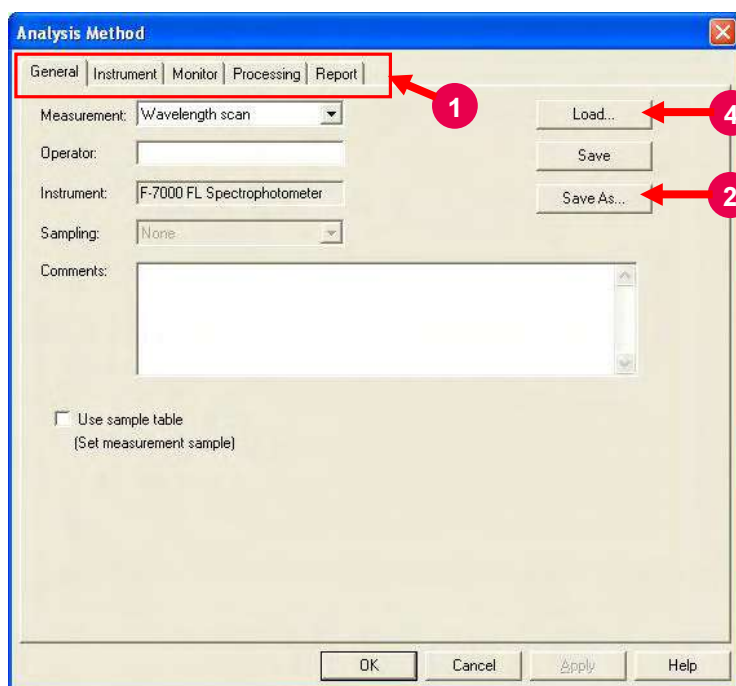 Analysis Method
General Instrument Monitor Processing Report
1
Measurement: Wavelength scan
Load...
4
Operator:
Save
Instrument: F-7000 FL Spectrophotometer
Save As...
2
Sampling: None
Comments:
Use sample table
(Set measurement sample)
OK Cancel Apply Help